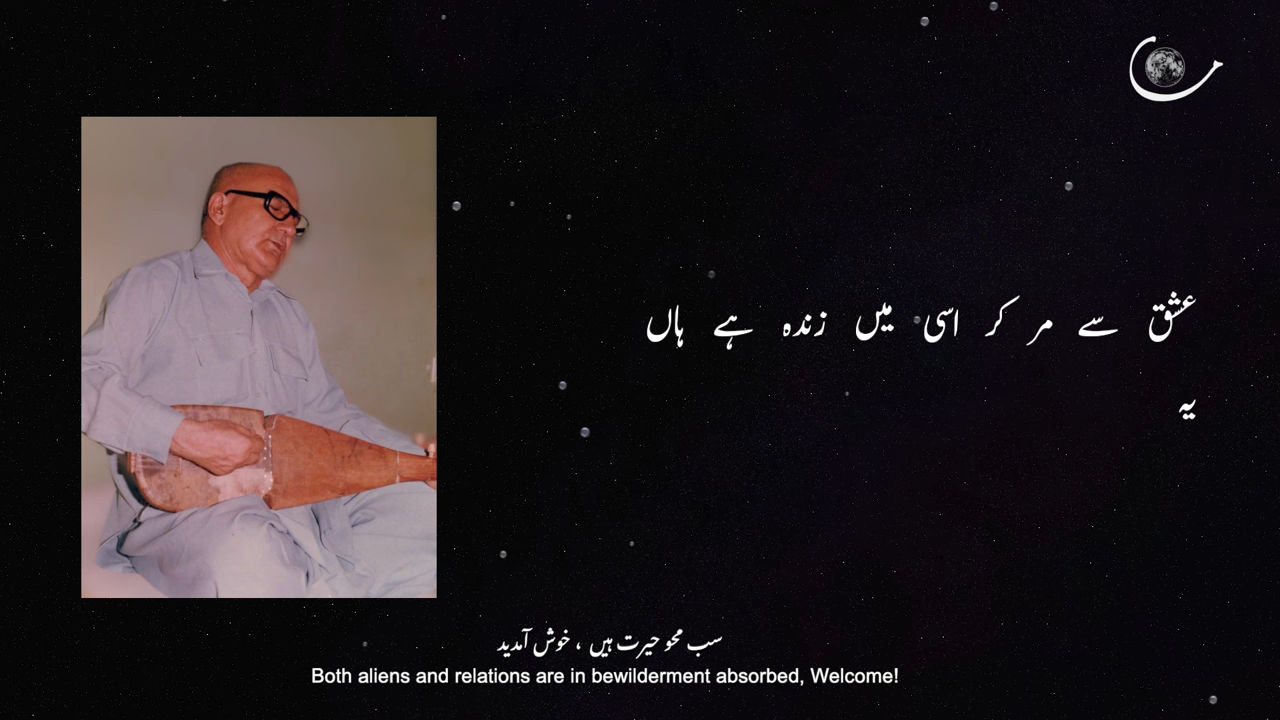 عشق سے مر کر اسی میں زندہ ہے ہاں
یہ
سب محو حیرت ہیں ، خوش آمدید
Both aliens and relations are in bewilderment absorbed, Welcome!